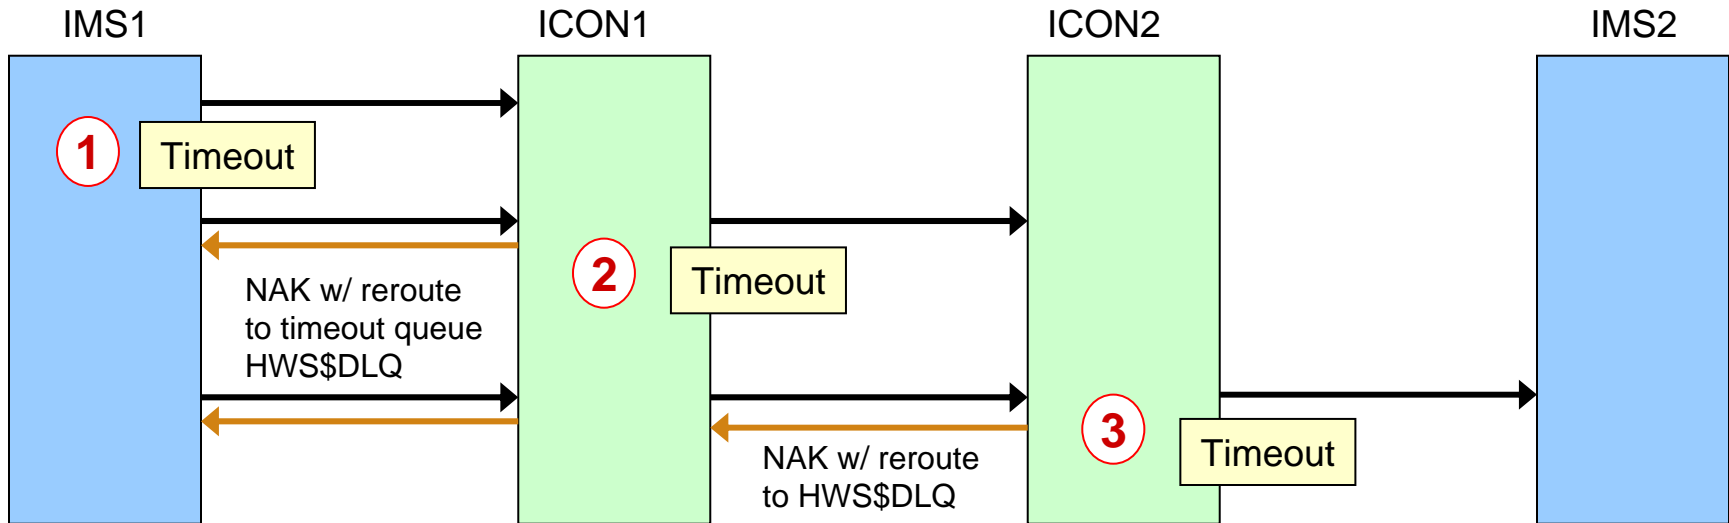 IMS1
ICON1
ICON2
IMS2
1
Timeout
2
Timeout
NAK w/ reroute
to timeout queue
HWS$DLQ
3
Timeout
NAK w/ reroute
to HWS$DLQ